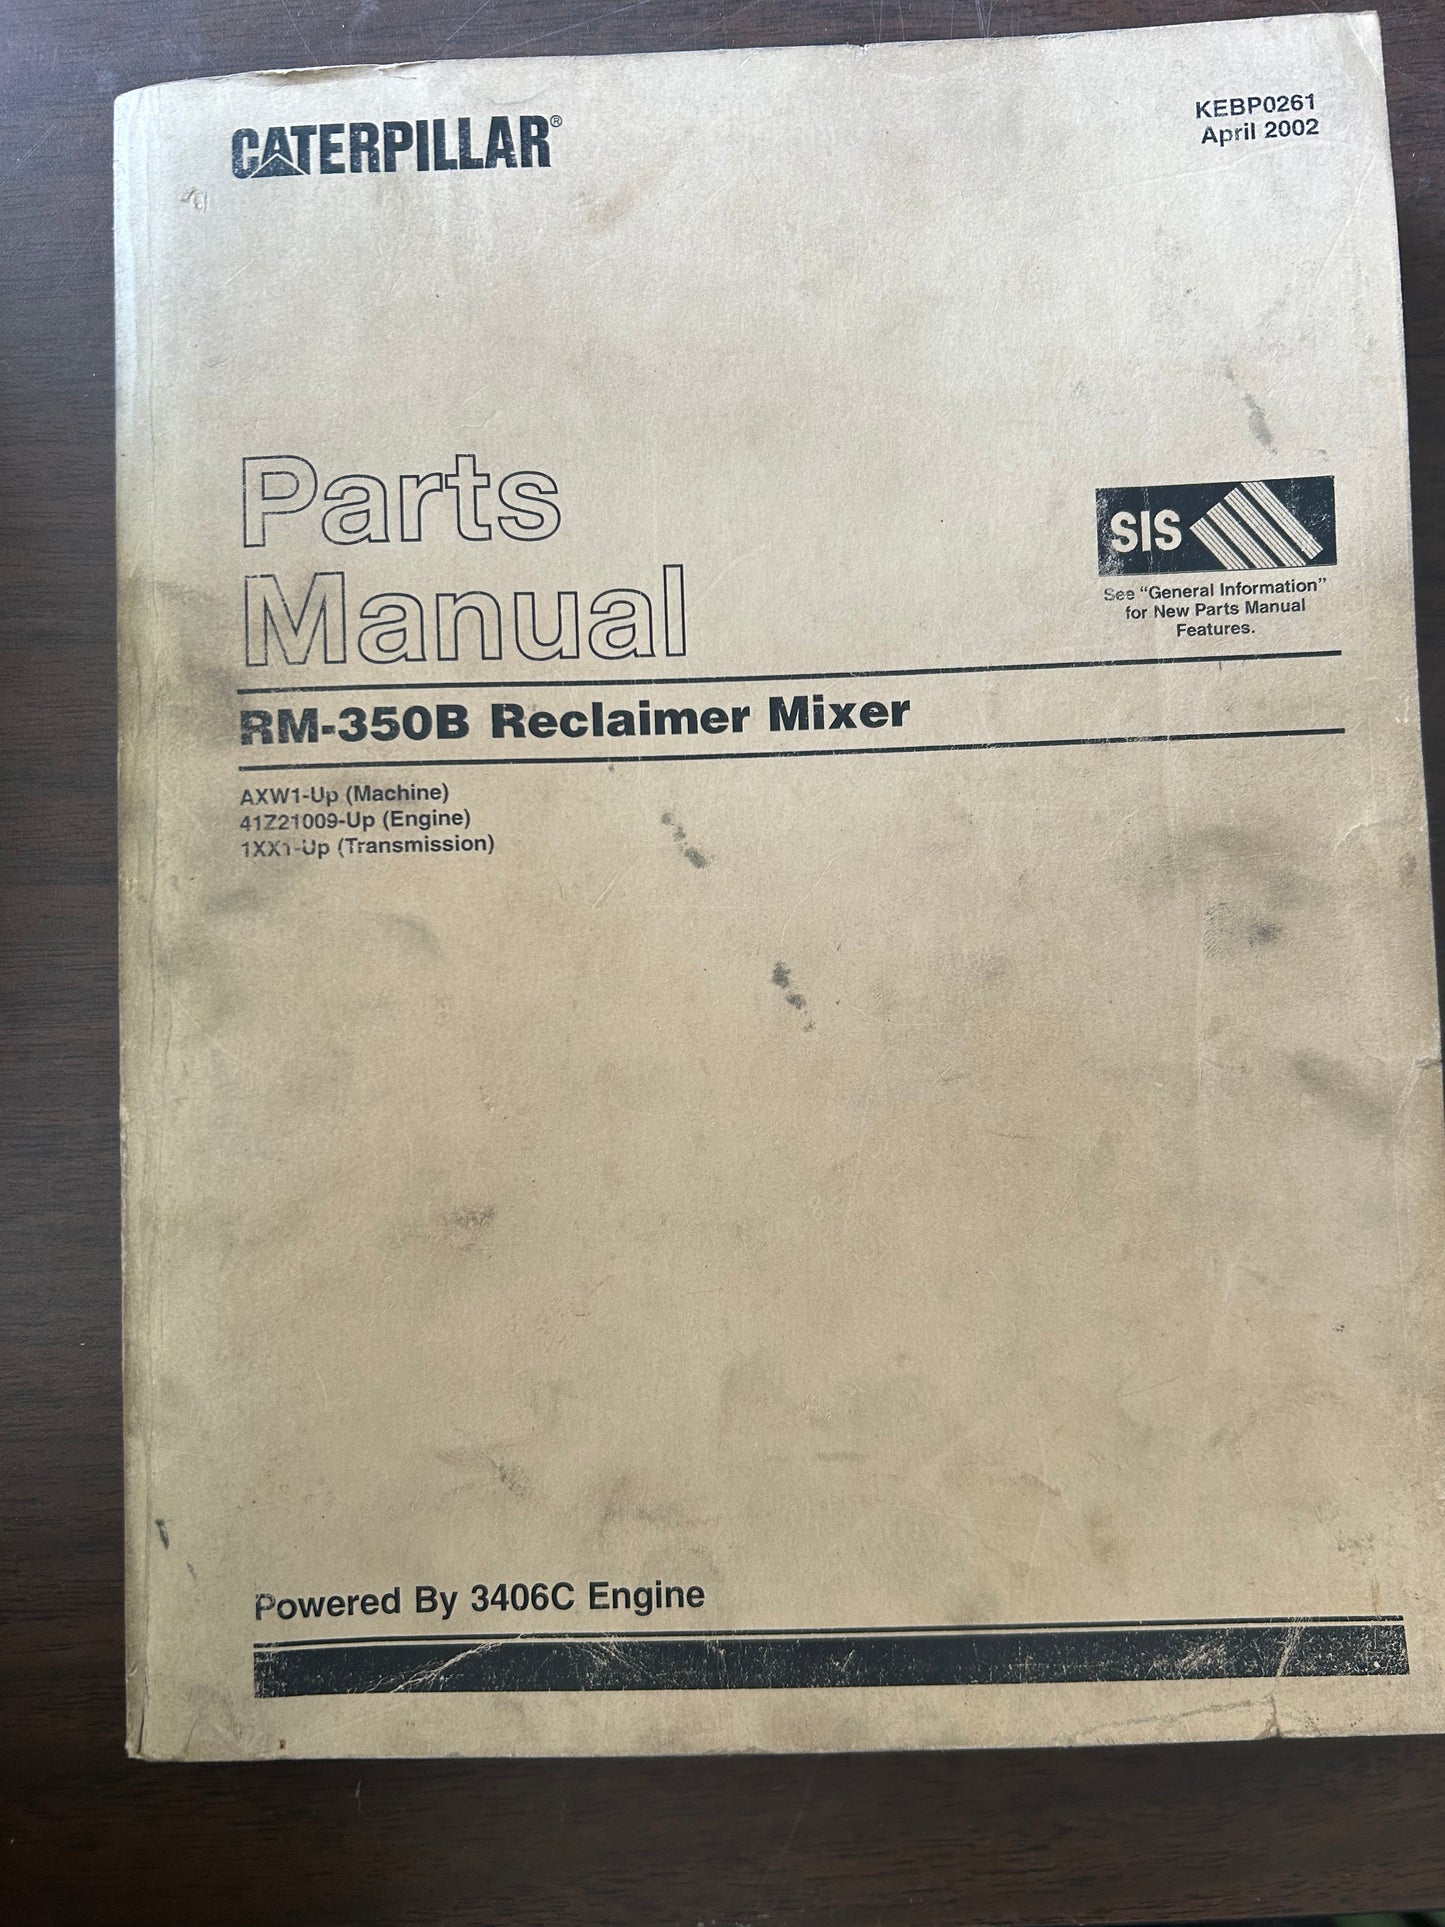 CATERPILLAR®
KEBP0261
April 2002
Parts
Manual
SIS
See “General Information”
for New Parts Manual
Features.
RM-350B Reclaimer Mixer
AXW1-Up (Machine)
41Z21009-Up (Engine)
1XX1-Up (Transmission)
Powered By 3406C Engine